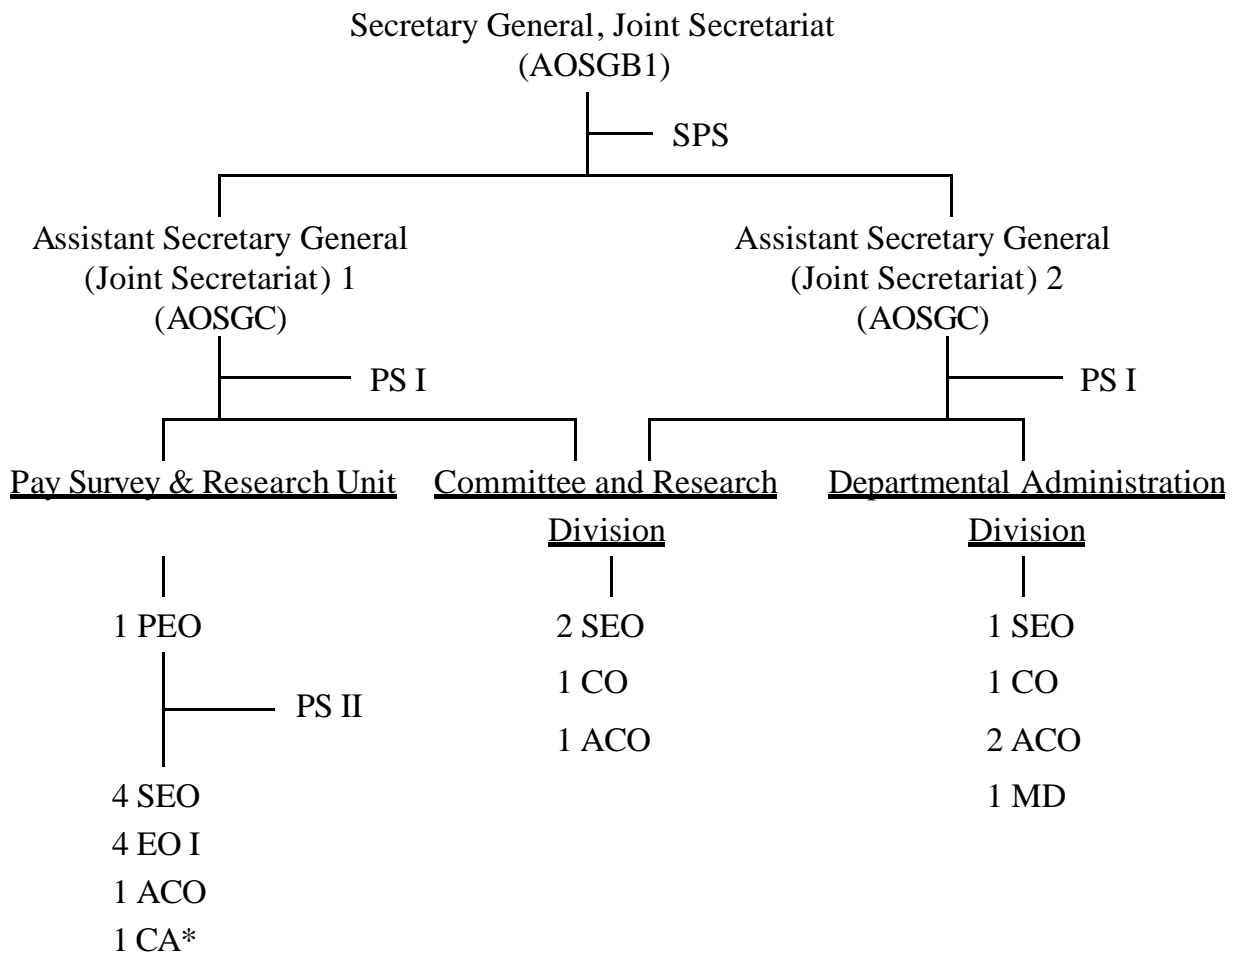 Secretary General, Joint Secretariat
(AOSGB1)
SPS
Assistant Secretary General
(Joint Secretariat) 1
(AOSGC)
Assistant Secretary General
(Joint Secretariat) 2
(AOSGC)
PS I
PS I
Pay Survey & Research Unit
Committee and Research
Division
Departmental Administration
Division
1 PEO
PS II
4 SEO
4 EO I
1 ACO
1 CA*
2 SEO
1 CO
1 ACO
1 SEO
1 CO
2 ACO
1 MD